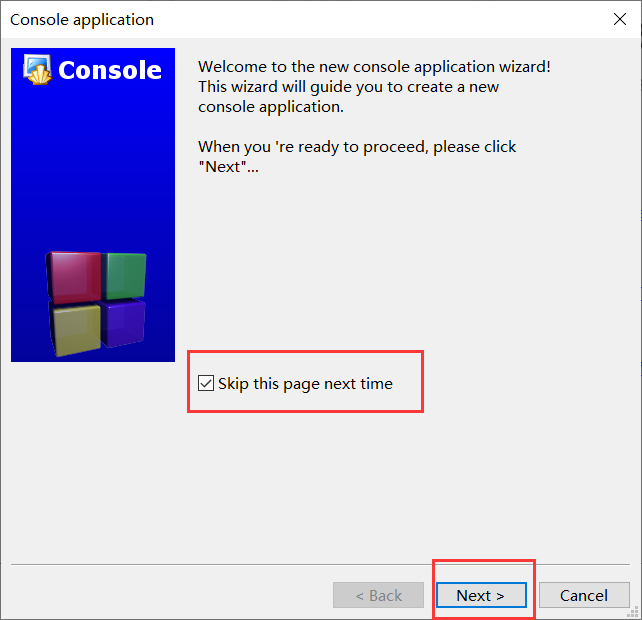 Console application
Console
Welcome to the new console application wizard!
This wizard will guide you to create a new
console application.
When you 're ready to proceed, please click
"Next"...
Skip this page next time
< Back
Next >
Cancel